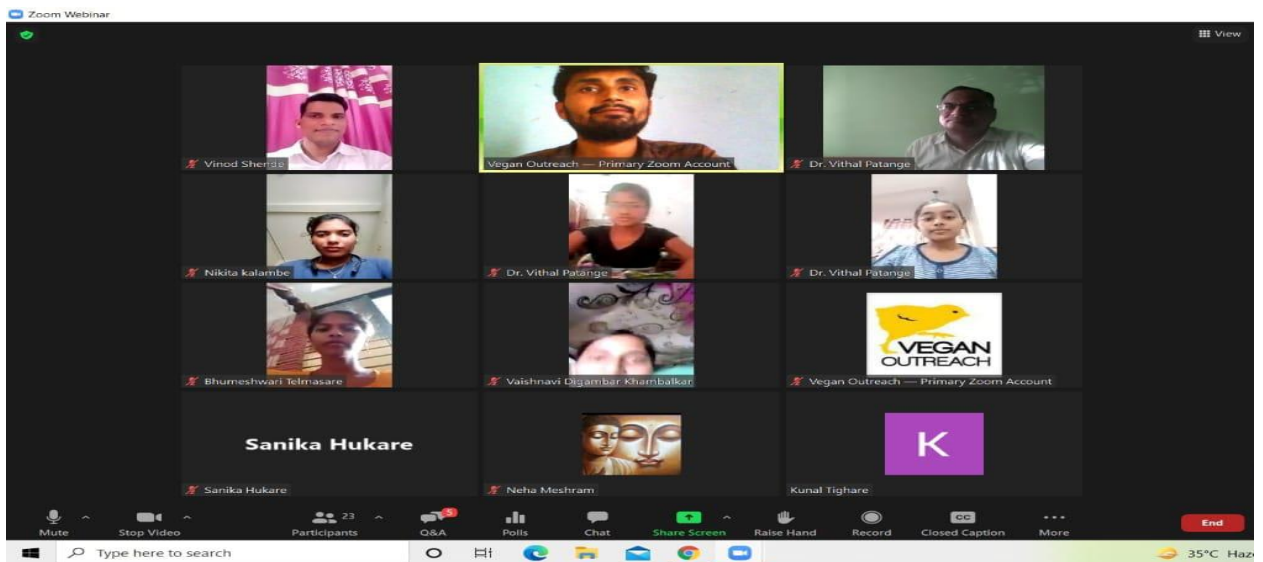 Zoom Webinar
View
Vinod Shende
Vegan Outreach — Primary Zoom Account
Dr. Vithal Patange
Nikita kalambe
Dr. Vithal Patange
Dr. Vithal Patange
Bhumeshwari Telmasare
Vaishnavi Digambar Khambalkar
VEGAN
OUTREACH
Vegan Outreach — Primary Zoom Account
Sanika Hukare
Sanika Hukare
Neha Meshram
K
Kunal Tighare
Mute
Stop Video
23
Participants
5
Q&A
Polls
Chat
Share Screen
Raise Hand
Record
CC
Closed Caption
More
End
Type here to search
35°C Haz